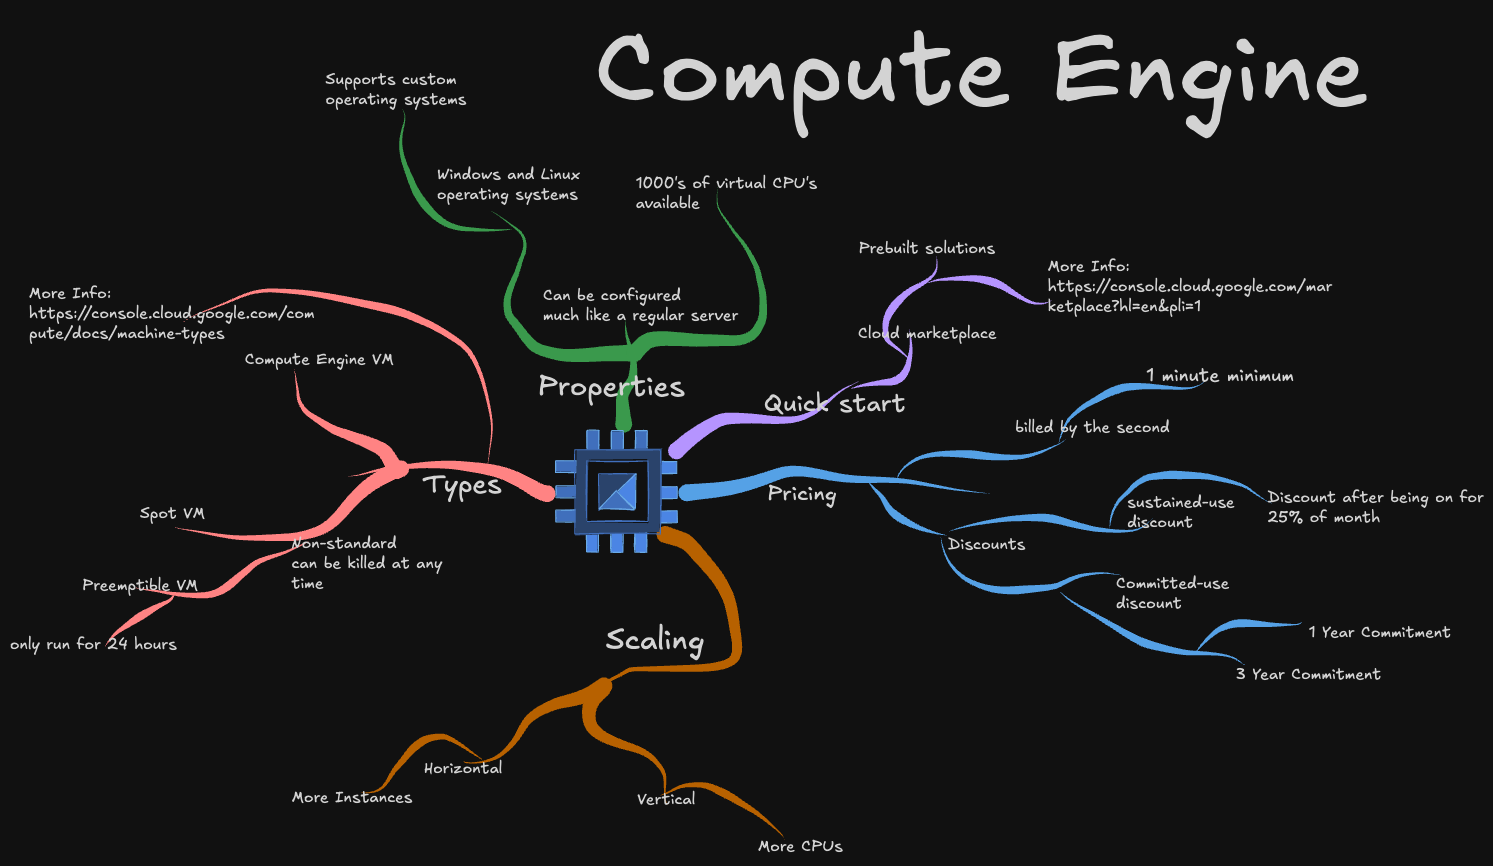 Compute Engine
Supports custom
operating systems
Windows and Linux
operating systems
1000's of virtual CPU's
available
Can be configured
much like a regular server
Properties
Prebuilt solutions
More Info:
https://console.cloud.google.com/mar
ketplace?hl=en&pli=1
Cloud marketplace
Quick start
More Info:
https://console.cloud.google.com/com
pute/docs/machine-types
Compute Engine VM
Types
Spot VM
Non-standard
can be killed at any
time
Preemptible VM
only run for 24 hours
1 minute minimum
billed by the second
Pricing
sustained-use
discount
Discount after being on for
25% of month
Discounts
Committed-use
discount
1 Year Commitment
3 Year Commitment
Scaling
Horizontal
More Instances
Vertical
More CPUs